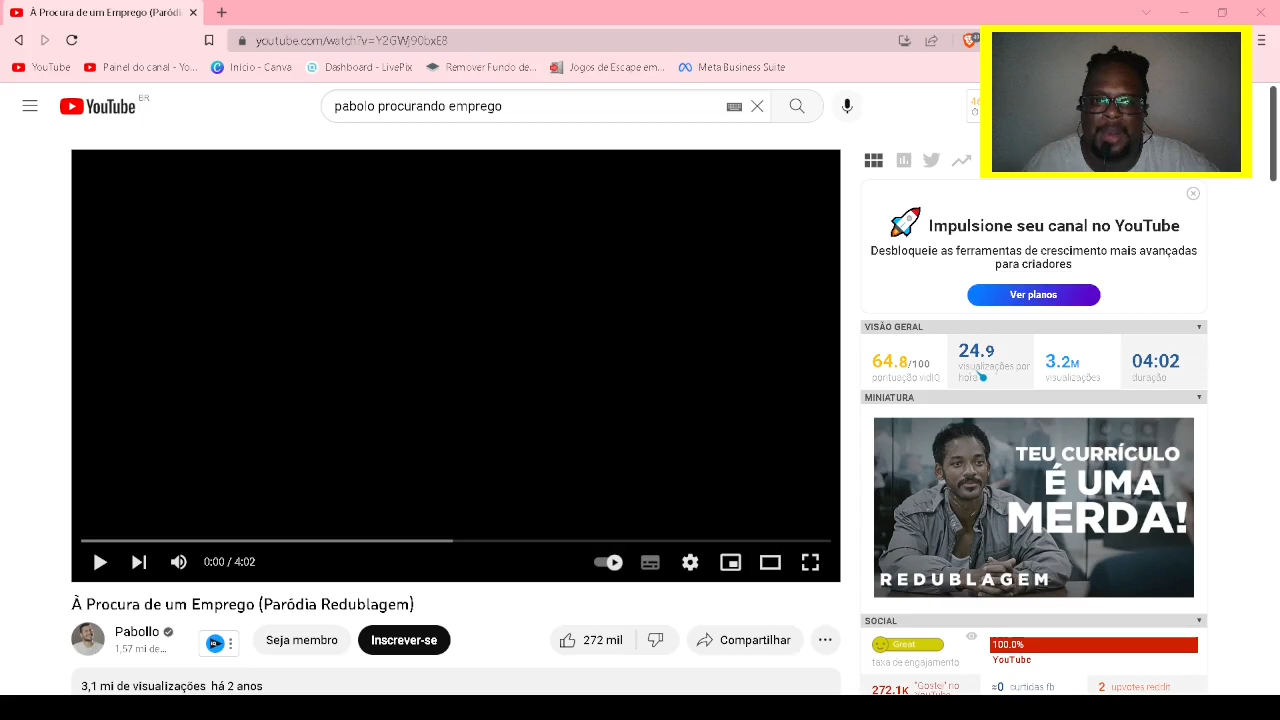 À Procura de um Emprego (Paródi
youtube.com/watch?v=Y2GWj90bxE8
YouTube
Painel do canal - Yo...
Início - Canva
Dashboard - LivePix
Remover Fundo de...
Jogos de Escape em...
Meta Business Suite
YouTube BR
pabolo procurando emprego
Impulsione seu canal no YouTube
Desbloqueie as ferramentas de crescimento mais avançadas
para criadores
Ver planos
VISÃO GERAL
64.8/100
pontuação vidIQ
24.9
visualizações por
hora
3.2M
visualizações
04:02
duração
MINIATURA
TEU CURRÍCULO
É UMA
MERDA!
REDUBLAGEM
0:00 / 4:02
À Procura de um Emprego (Paródia Redublagem)
Pabollo
1,57 mi de...
Seja membro
Inscrever-se
272 mil
Compartilhar
3,1 mi de visualizações há 2 anos
SOCIAL
Great
taxa de engajamento
100.0%
YouTube
272.1K "Gostei" no
≈0 curtidas fb
2 upvotes reddit